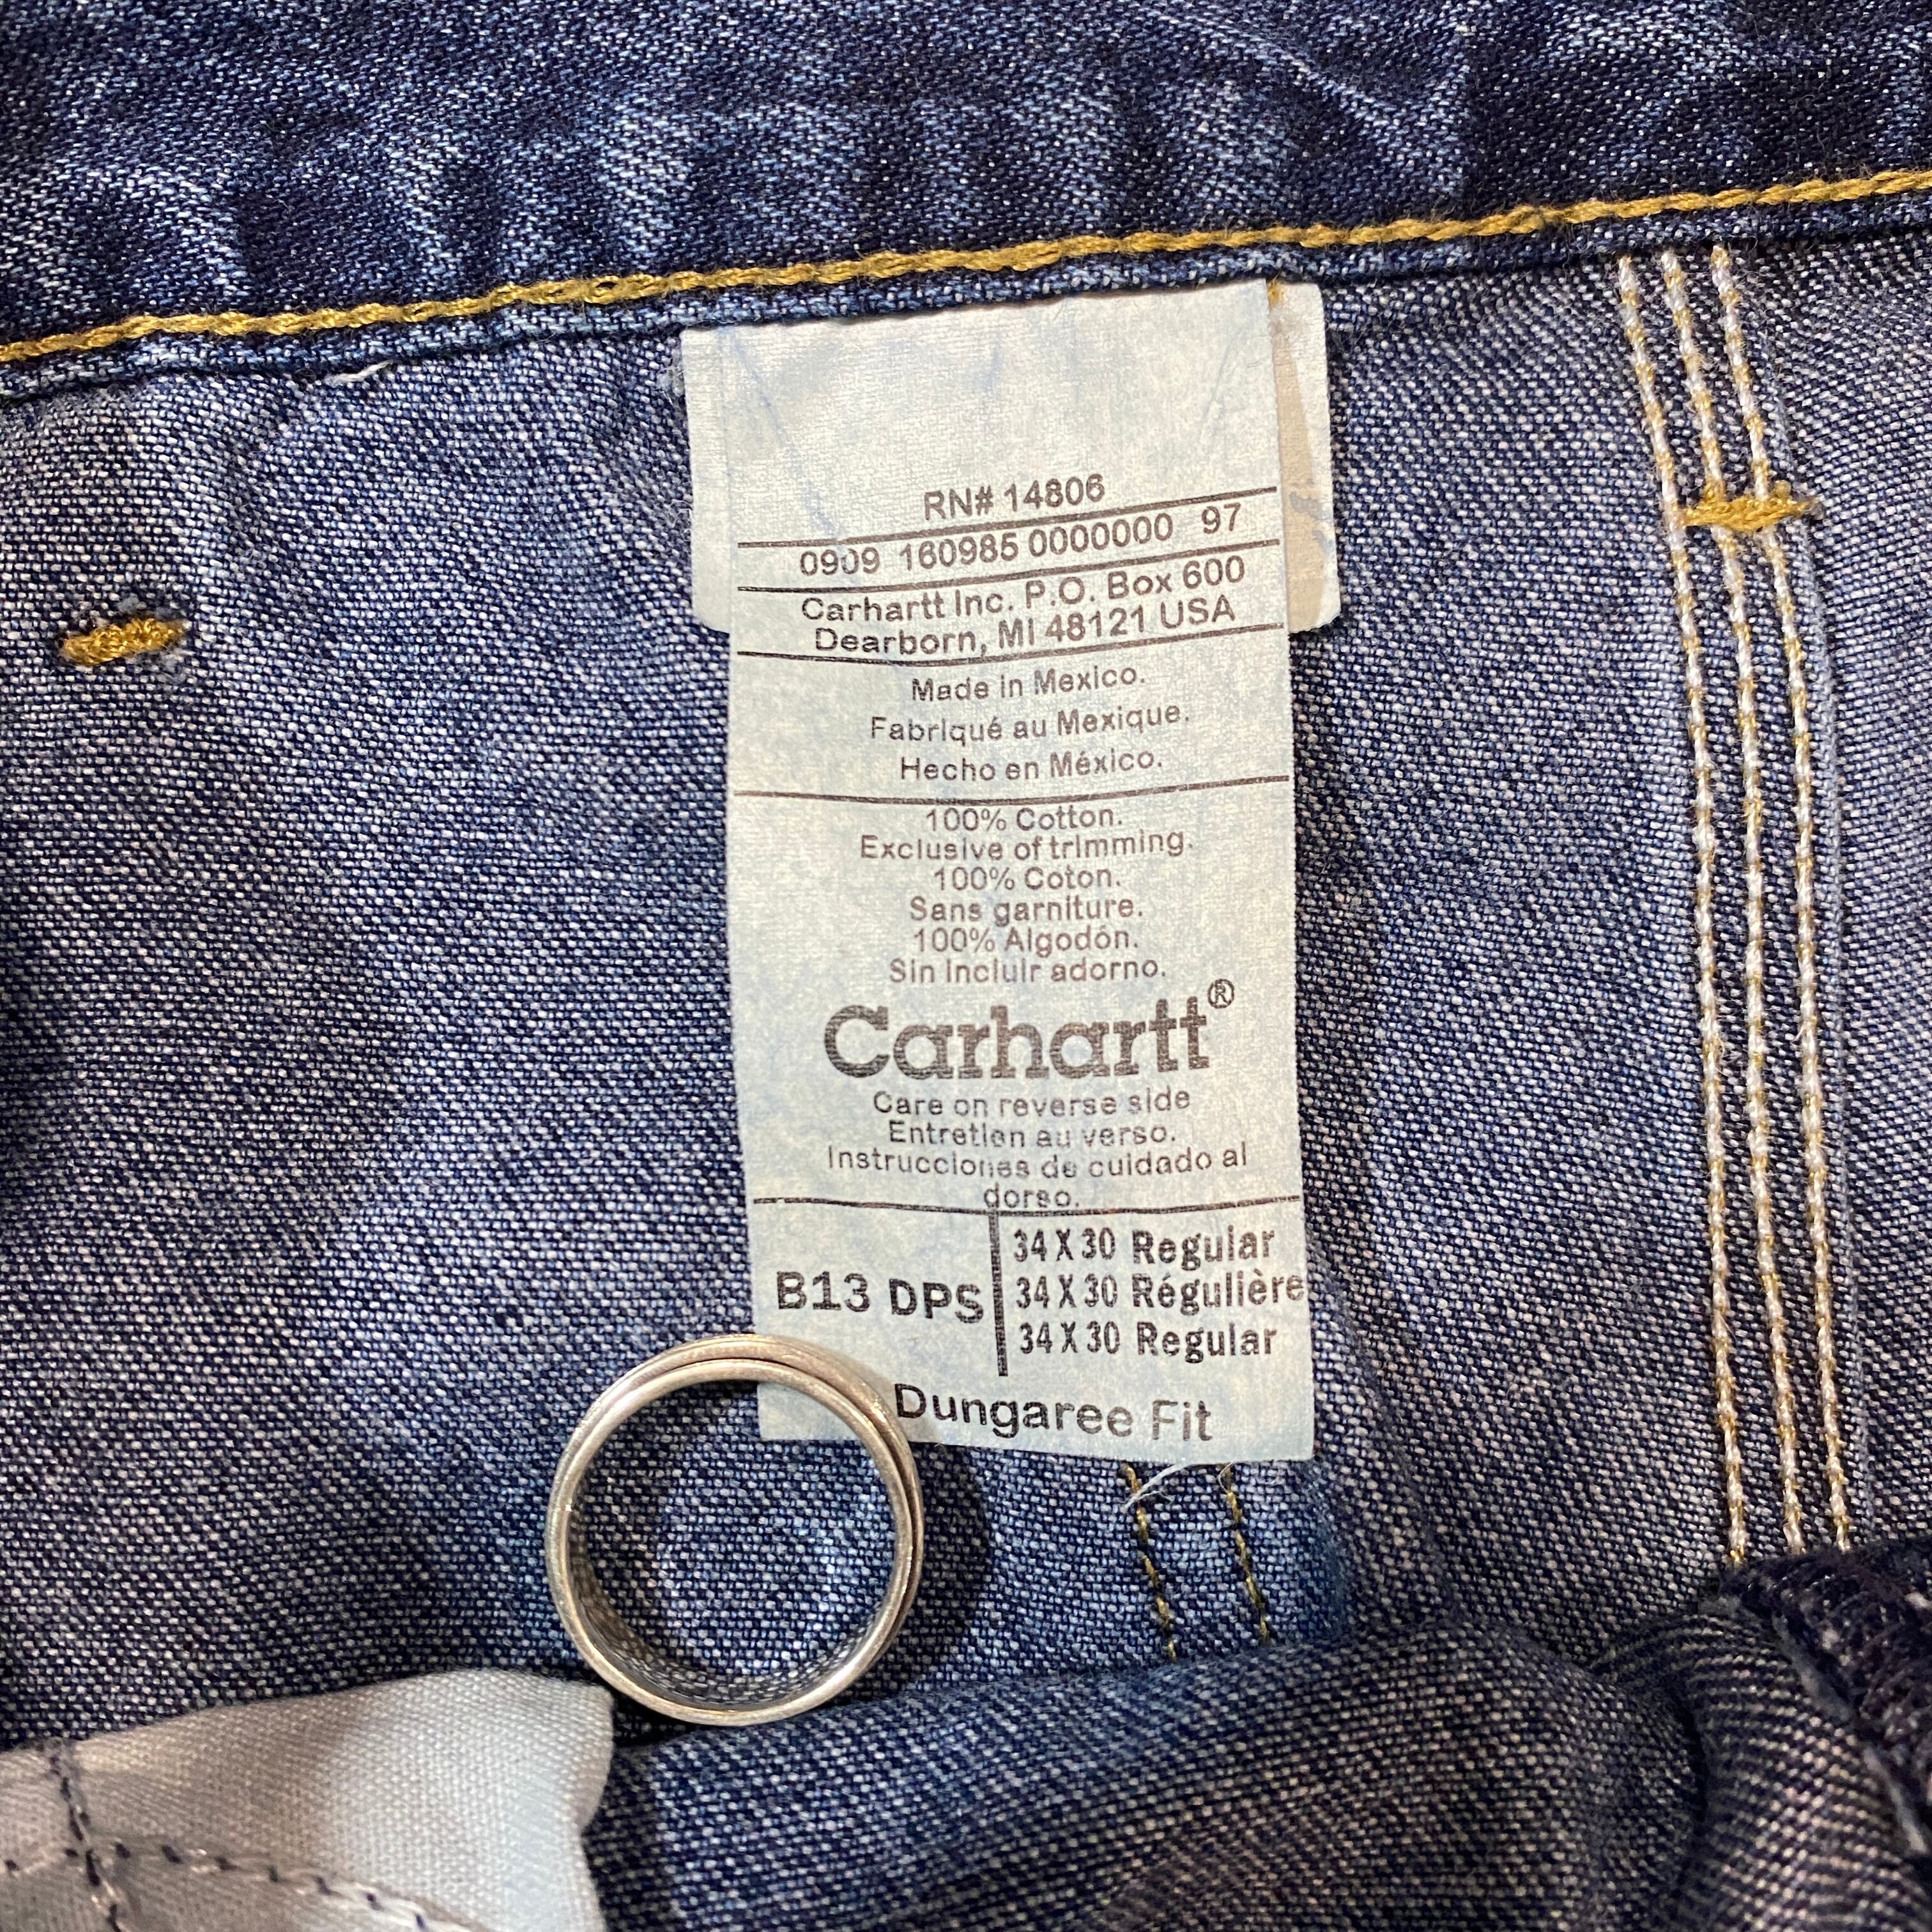 RN# 14806
0909 160985 0000000 97
Carhartt Inc. P.O. Box 600
Dearborn, MI 48121 USA
Made in Mexico.
Fabriqué au Mexique.
Hecho en México.
100% Cotton.
Exclusive of trimming.
100% Coton.
Sans garniture.
100% Algodón.
Sin incluir adorno.
Carhartt®
Care on reverse side
Entretien au verso.
Instrucciones de cuidado al
dorso.
B13 DPS
34 X 30 Regular
34 X 30 Régulière
34 X 30 Regular
Dungaree Fit